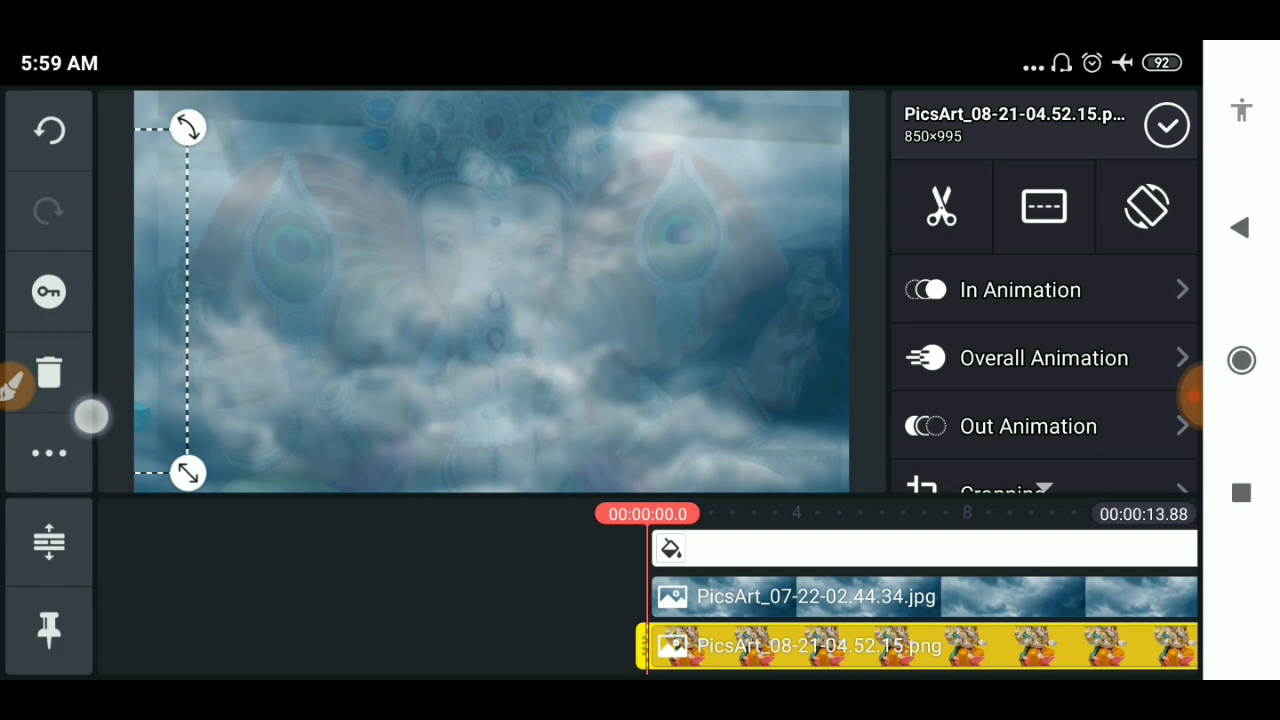 5:59 AM
92
PicsArt_08-21-04.52.15.p...
850×995
In Animation
Overall Animation
Out Animation
Cropping
00:00:00.0
4
8
00:00:13.88
PicsArt_07-22-02.44.34.jpg
PicsArt_08-21-04.52.15.png